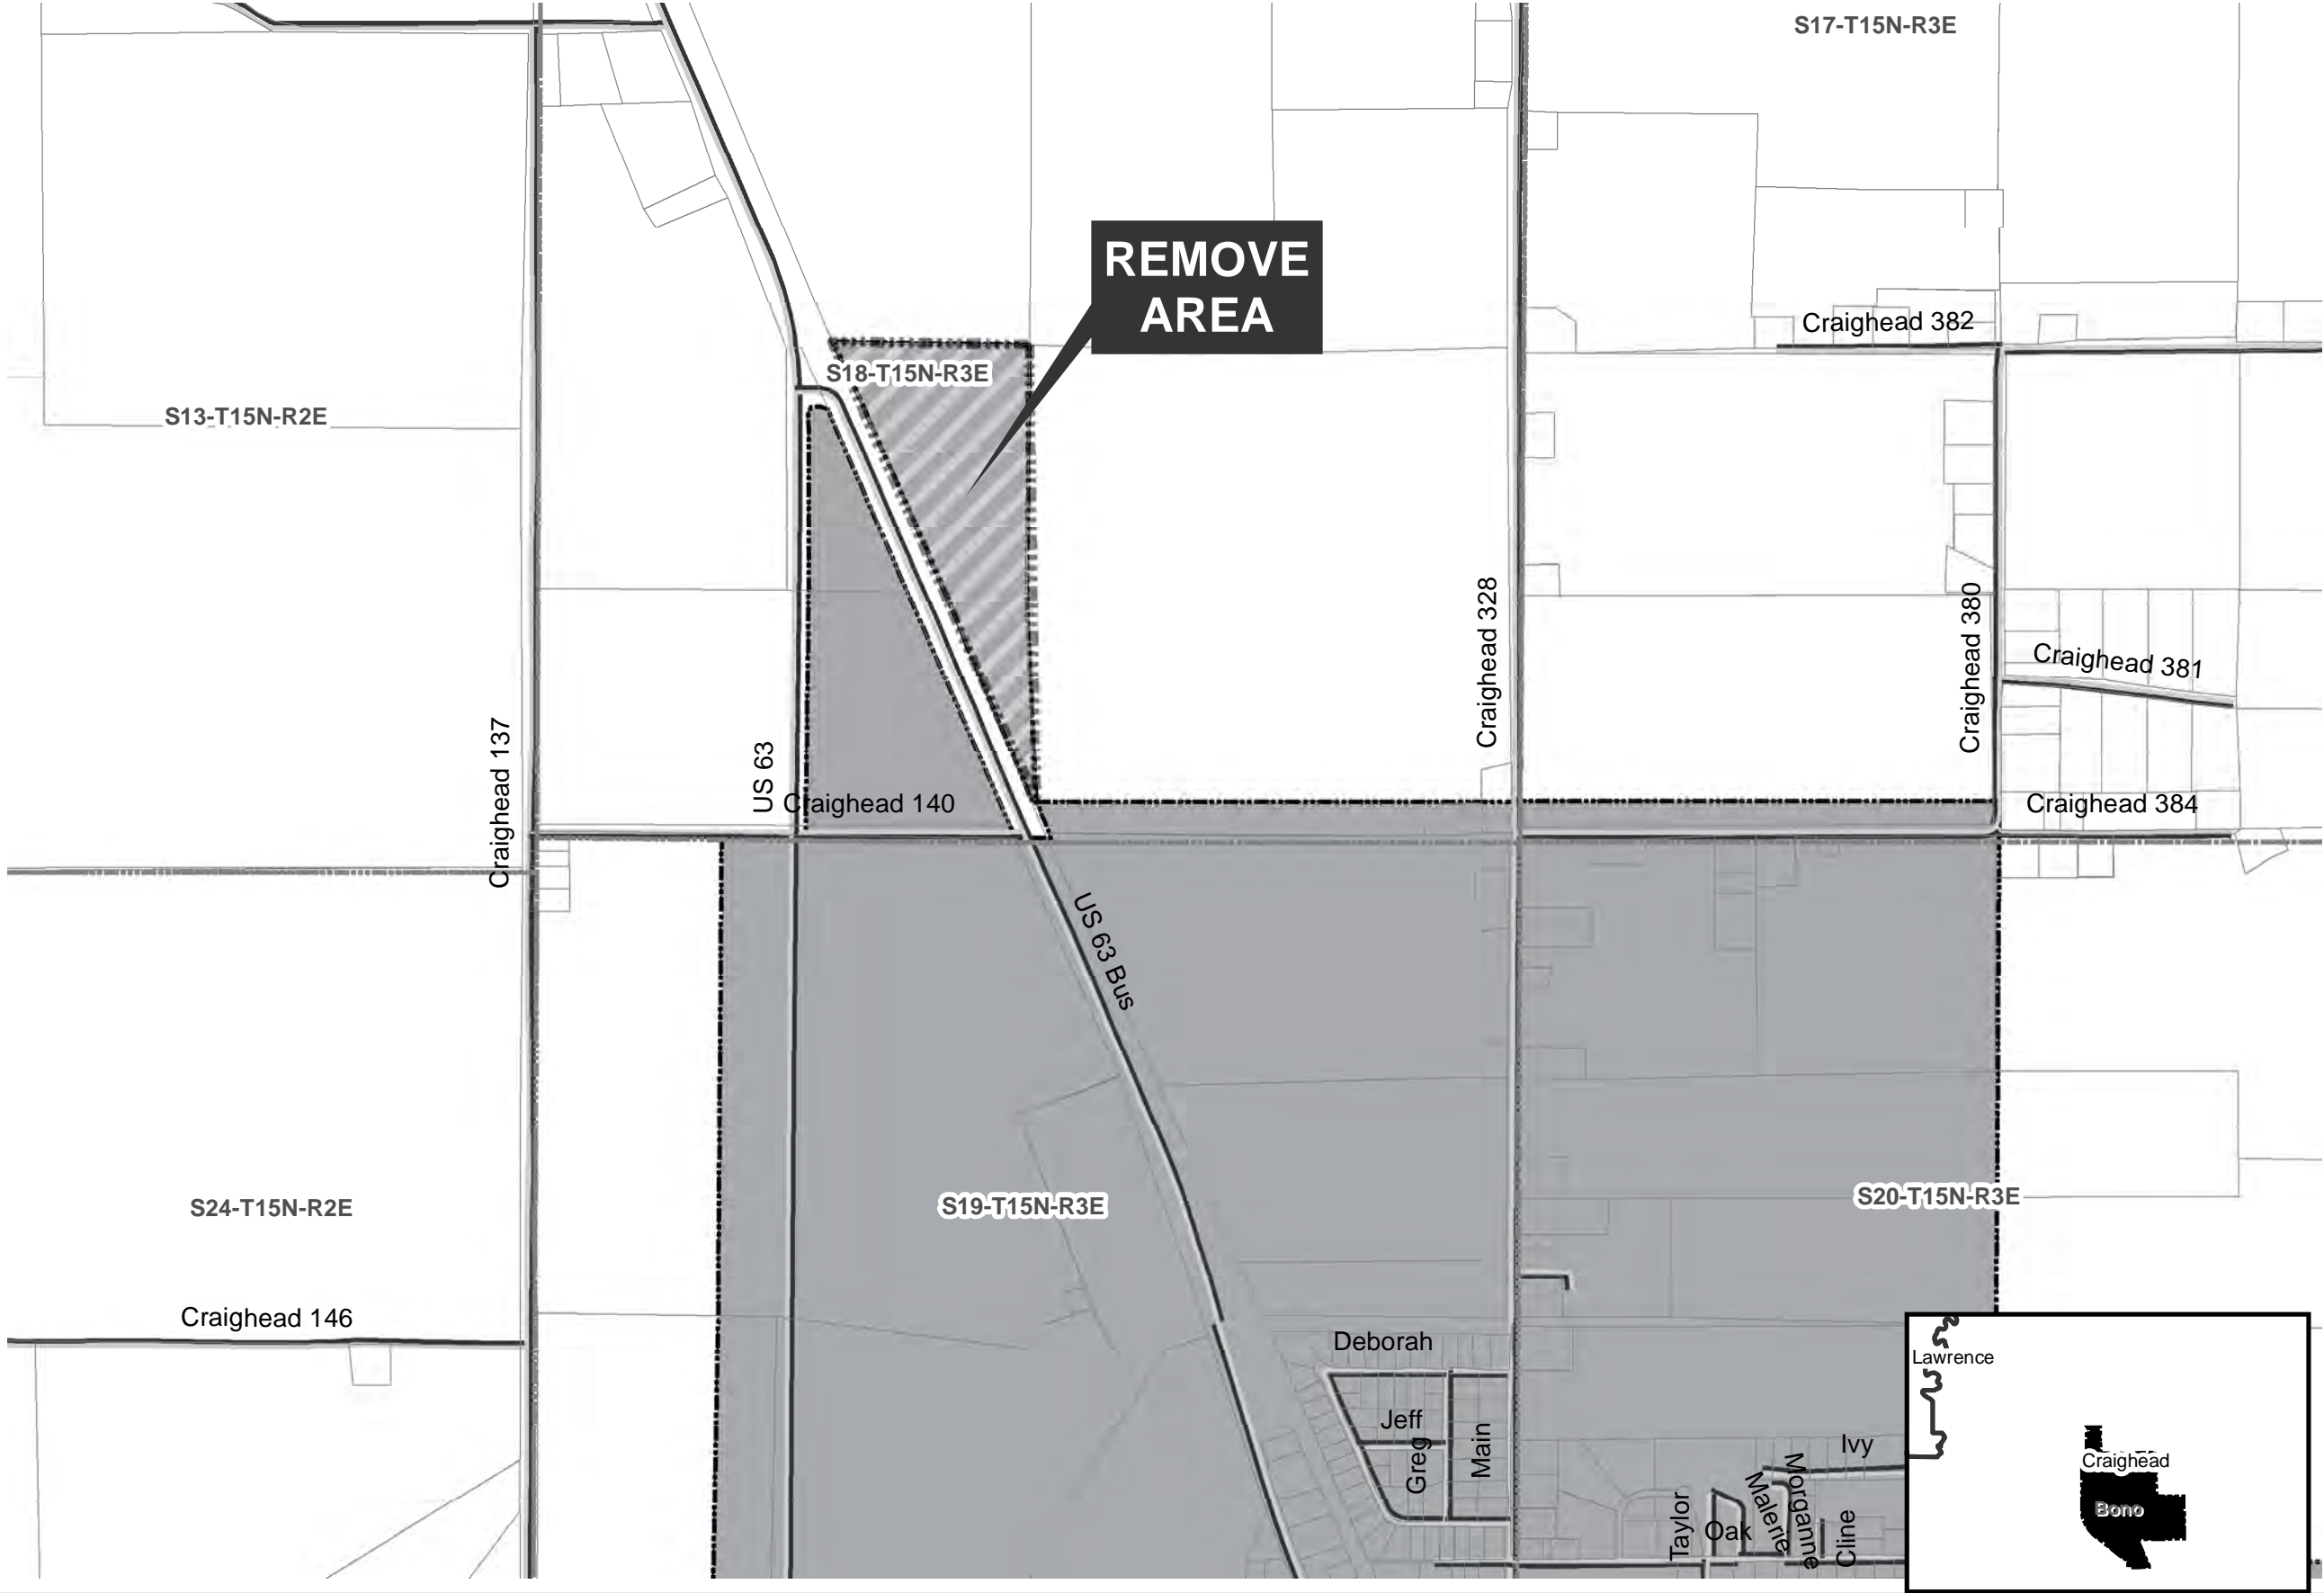 S17-T15N-R3E
REMOVE
AREA
Craighead 382
S18-T15N-R3E
S13-T15N-R2E
Craighead 328
Craighead 380
Craighead 381
Craighead 137
US 63
Craighead 140
Craighead 384
US 63 Bus
S24-T15N-R2E
S19-T15N-R3E
S20-T15N-R3E
Craighead 146
Deborah
Lawrence
Jeff
Greg
Main
Ivy
Craighead
Bono
Taylor
Oak
Malerie
Morganne
Cline